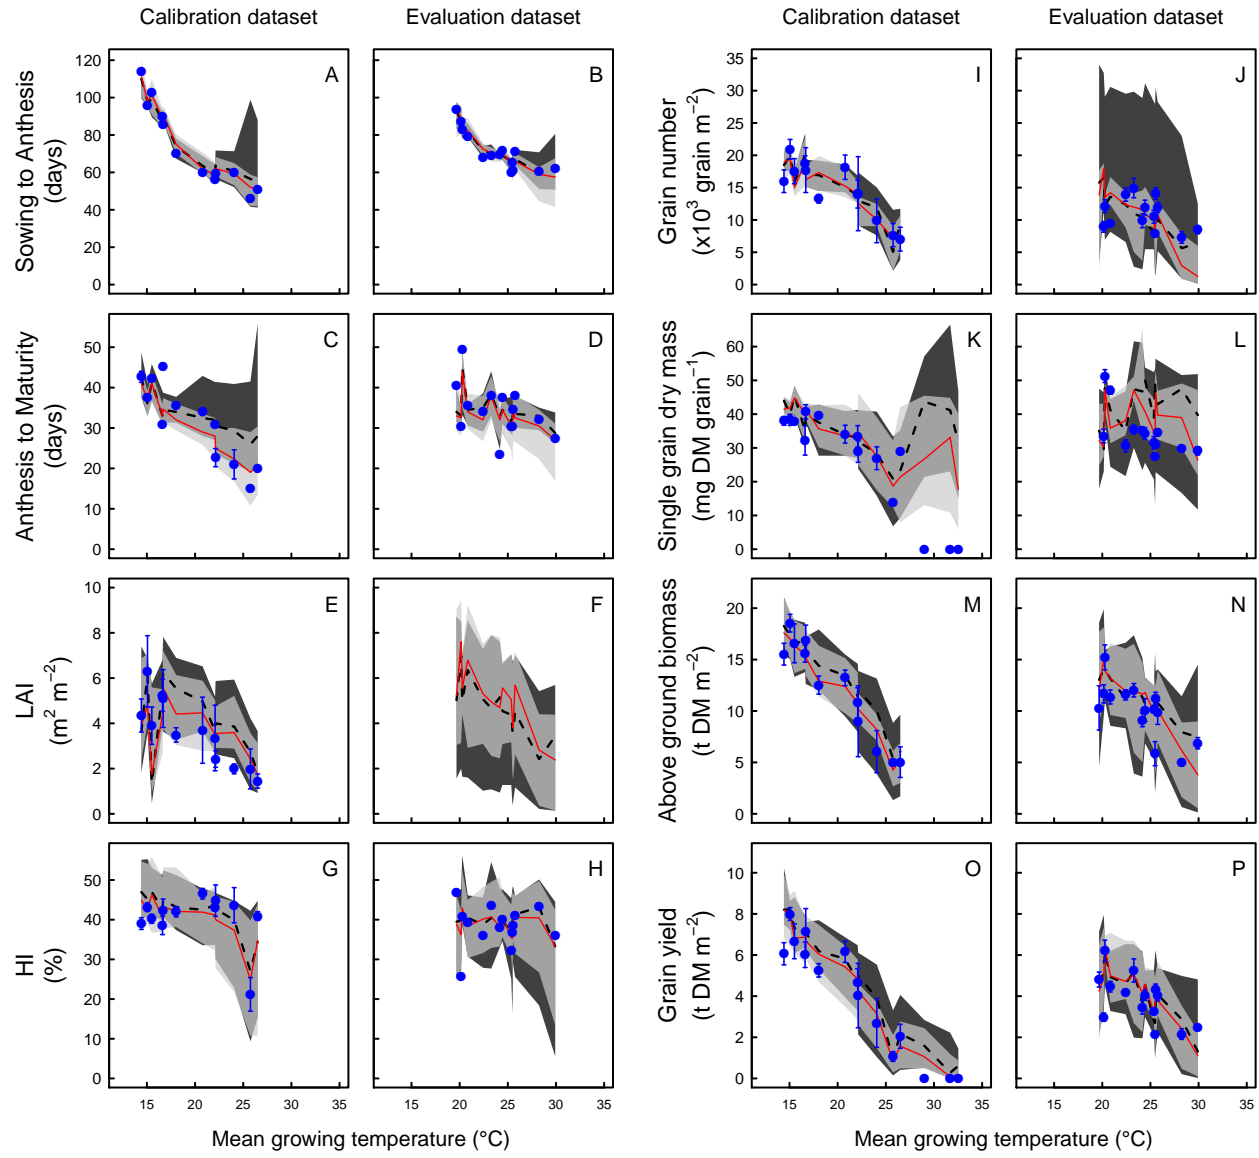 Calibration dataset
Evaluation dataset
Calibration dataset
Evaluation dataset
Sowing to Anthesis
(days)
0
20
40
60
80
100
120
A
B
Grain number
(x10³ grain m⁻²)
0
5
10
15
20
25
30
35
I
J
Anthesis to Maturity
(days)
0
10
20
30
40
50
C
D
Single grain dry mass
(mg DM grain⁻¹)
0
10
20
30
40
50
60
K
L
LAI
(m² m⁻²)
0
2
4
6
8
10
E
F
Above ground biomass
(t DM m⁻²)
0
5
10
15
20
M
N
HI
(%)
0
10
20
30
40
50
G
H
Grain yield
(t DM m⁻²)
0
2
4
6
8
10
O
P
15 20 25 30 35
15 20 25 30 35
15 20 25 30 35
15 20 25 30 35
Mean growing temperature (°C)
Mean growing temperature (°C)